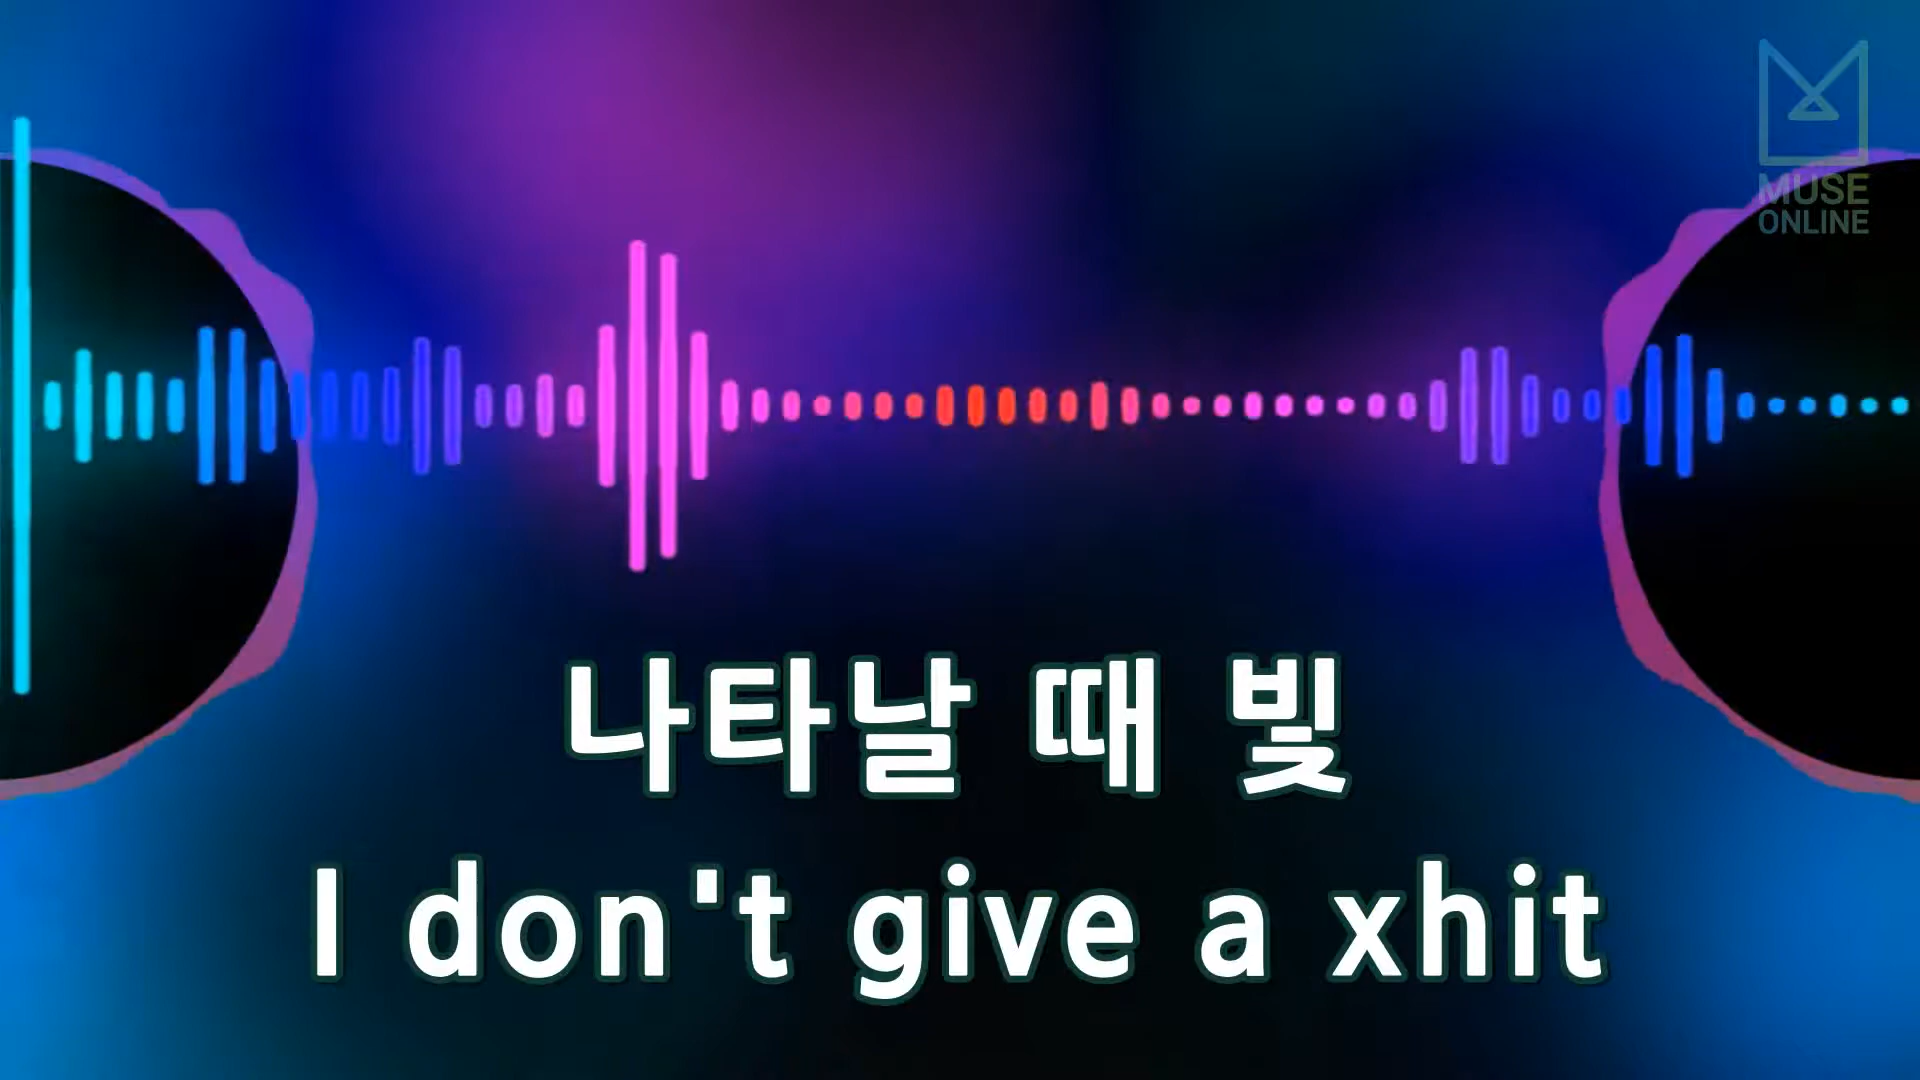 MUSE
ONLINE
나타날 때 빛
I don't give a xhit